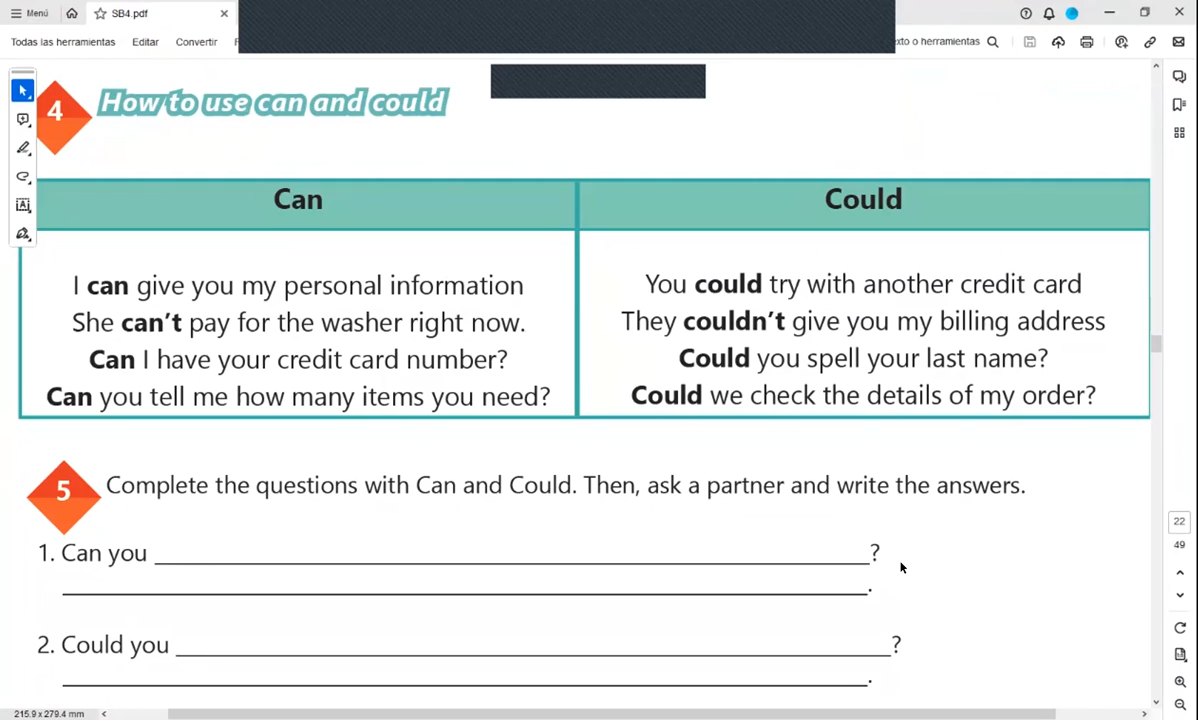 Menú
SB4.pdf
Todas las herramientas Editar Convertir
xto o herramientas
4 How to use can and could
Can Could
I can give you my personal information
She can't pay for the washer right now.
Can I have your credit card number?
Can you tell me how many items you need?
You could try with another credit card
They couldn't give you my billing address
Could you spell your last name?
Could we check the details of my order?
5 Complete the questions with Can and Could. Then, ask a partner and write the answers.
1. Can you ______________________________?
______________________________.
2. Could you ______________________________?
______________________________.
22
49
215.9 x 279.4 mm